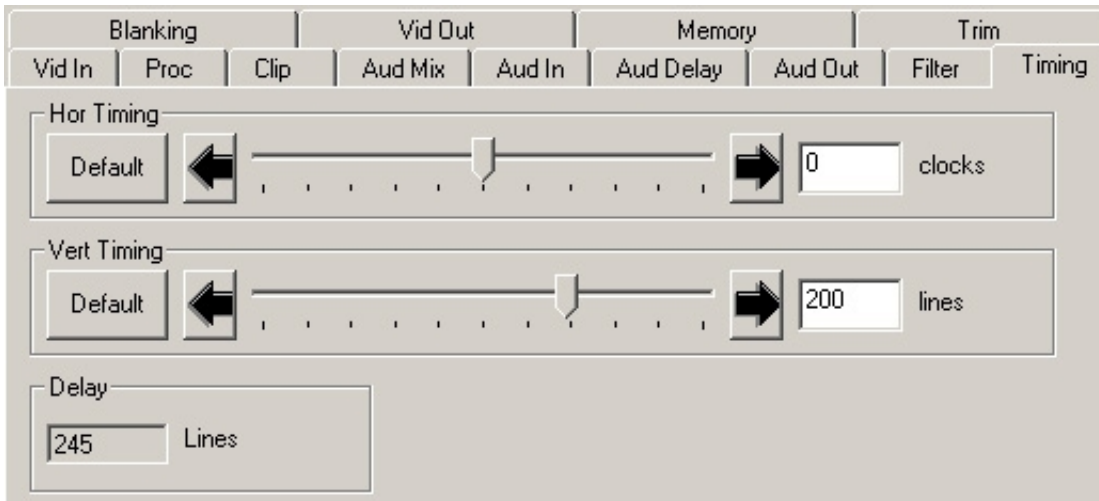 Blanking Vid Out Memory Trim
Vid In Proc Clip Aud Mix Aud In Aud Delay Aud Out Filter Timing
Hor Timing
Default 0 clocks
Vert Timing
Default 200 lines
Delay
245 Lines